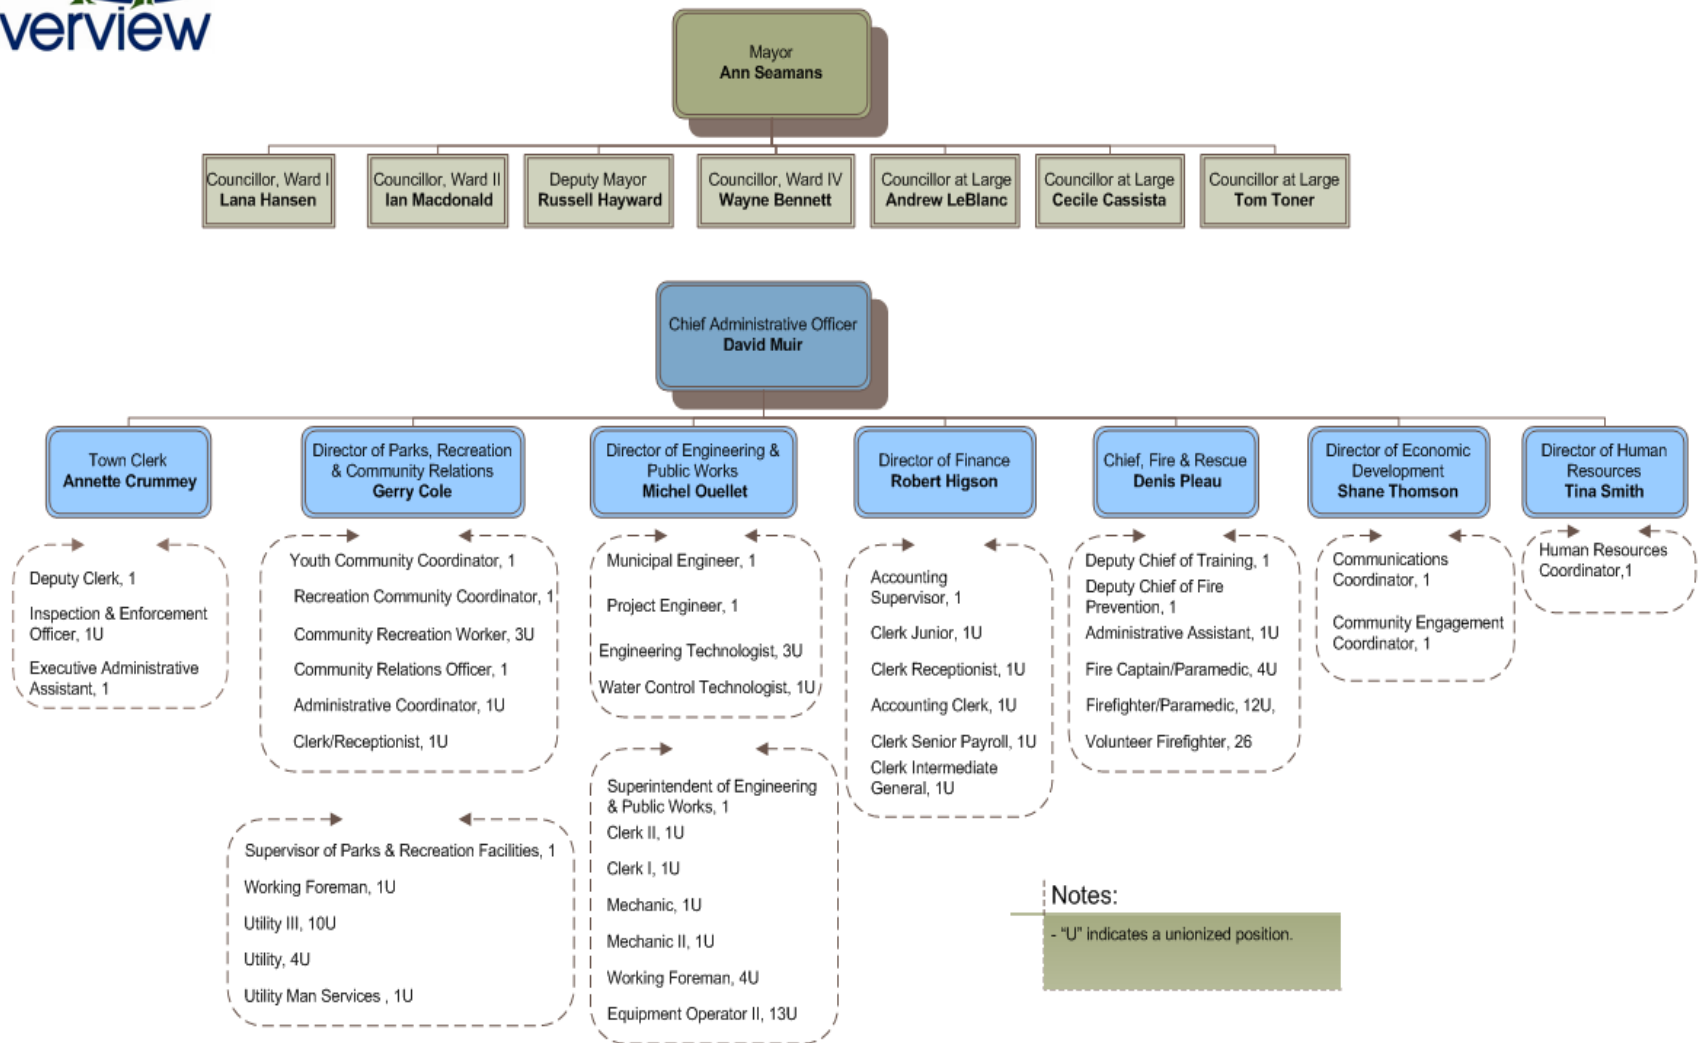 verview
Mayor
Ann Seamans
Councillor, Ward I
Lana Hansen
Councillor, Ward II
Ian Macdonald
Deputy Mayor
Russell Hayward
Councillor, Ward IV
Wayne Bennett
Councillor at Large
Andrew LeBlanc
Councillor at Large
Cecile Cassista
Councillor at Large
Tom Toner
Chief Administrative Officer
David Muir
Town Clerk
Annette Crummey
Director of Parks, Recreation
& Community Relations
Gerry Cole
Director of Engineering &
Public Works
Michel Ouellet
Director of Finance
Robert Higson
Chief, Fire & Rescue
Denis Pleau
Director of Economic
Development
Shane Thomson
Director of Human
Resources
Tina Smith
Deputy Clerk, 1
Inspection & Enforcement
Officer, 1U
Executive Administrative
Assistant, 1
Youth Community Coordinator, 1
Recreation Community Coordinator, 1
Community Recreation Worker, 3U
Community Relations Officer, 1
Administrative Coordinator, 1U
Clerk/Receptionist, 1U
Supervisor of Parks & Recreation Facilities, 1
Working Foreman, 1U
Utility III, 10U
Utility, 4U
Utility Man Services , 1U
Municipal Engineer, 1
Project Engineer, 1
Engineering Technologist, 3U
Water Control Technologist, 1U
Superintendent of Engineering
& Public Works, 1
Clerk II, 1U
Clerk I, 1U
Mechanic, 1U
Mechanic II, 1U
Working Foreman, 4U
Equipment Operator II, 13U
Accounting
Supervisor, 1
Clerk Junior, 1U
Clerk Receptionist, 1U
Accounting Clerk, 1U
Clerk Senior Payroll, 1U
Clerk Intermediate
General, 1U
Deputy Chief of Training, 1
Deputy Chief of Fire
Prevention, 1
Administrative Assistant, 1U
Fire Captain/Paramedic, 4U
Firefighter/Paramedic, 12U,
Volunteer Firefighter, 26
Communications
Coordinator, 1
Community Engagement
Coordinator, 1
Human Resources
Coordinator,1
Notes:
- “U” indicates a unionized position.